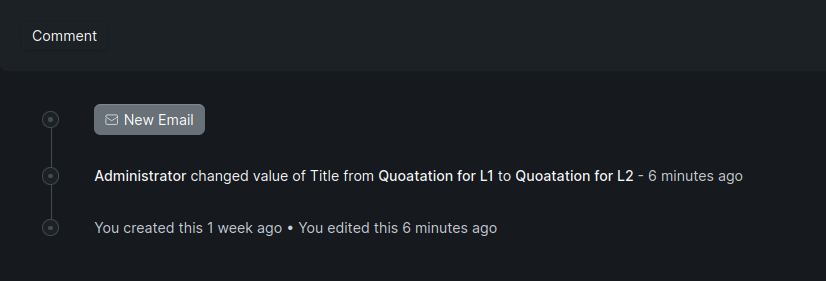 Comment
New Email
Administrator changed value of Title from Quoatation for L1 to Quoatation for L2 - 6 minutes ago
You created this 1 week ago • You edited this 6 minutes ago